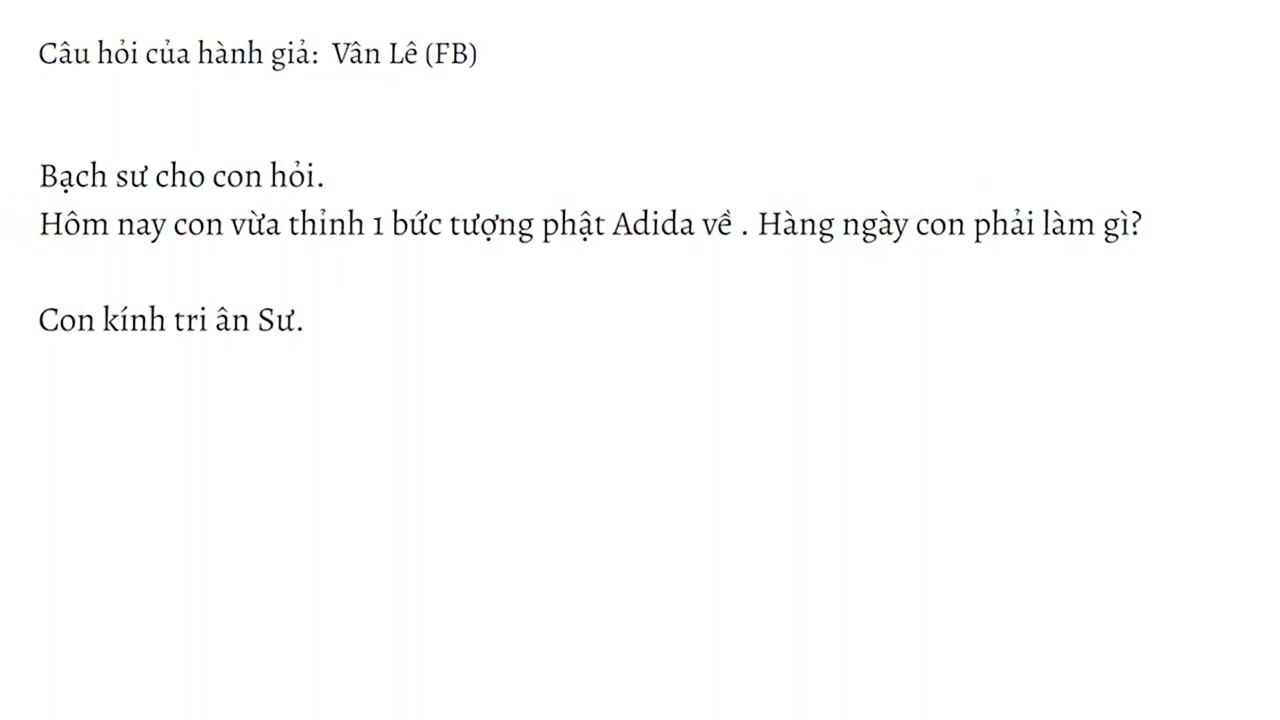 Câu hỏi của hành giả: Vân Lê (FB)
Bạch sư cho con hỏi.
Hôm nay con vừa thỉnh 1 bức tượng phật Adida về . Hàng ngày con phải làm gì?
Con kính tri ân Sư.